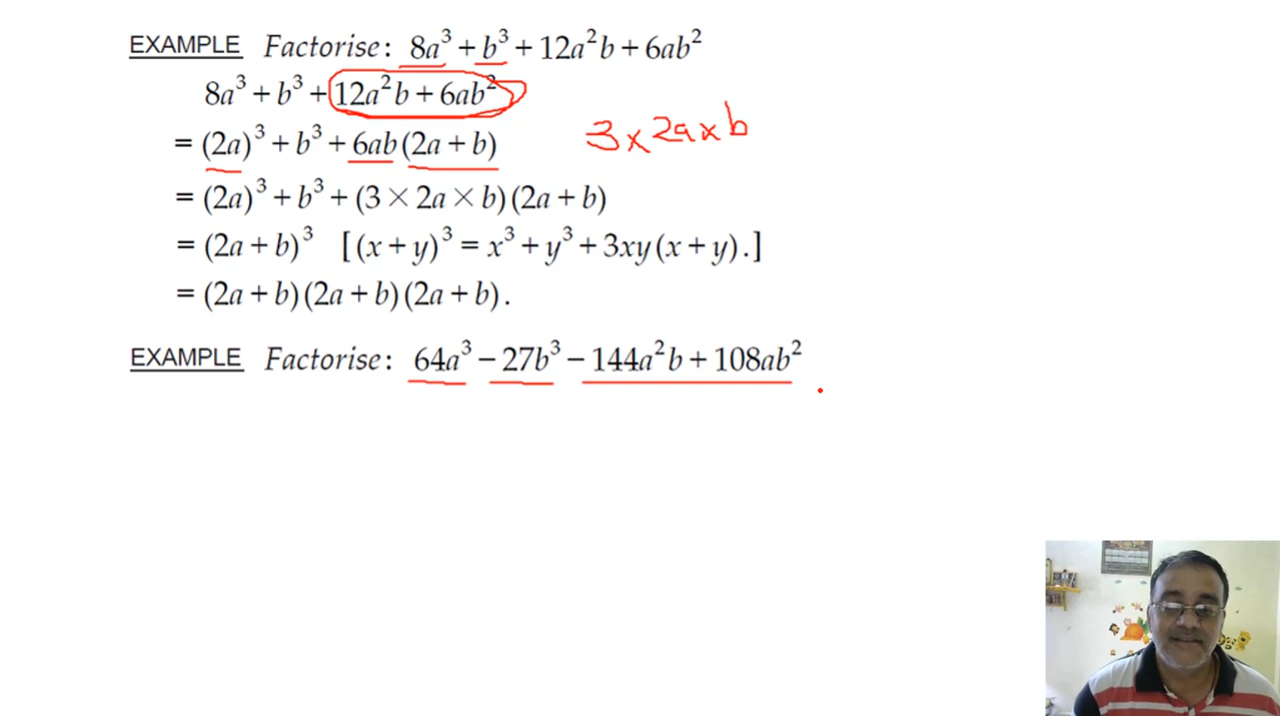 EXAMPLE Factorise: 8a³ + b³ + 12a²b + 6ab²
8a³ + b³ + 12a²b + 6ab²
= (2a)³ + b³ + 6ab(2a + b)
3 × 2a × b
= (2a)³ + b³ + (3 × 2a × b)(2a + b)
= (2a + b)³ [(x + y)³ = x³ + y³ + 3xy(x + y).]
= (2a + b)(2a + b)(2a + b).
EXAMPLE Factorise: 64a³ − 27b³ − 144a²b + 108ab²